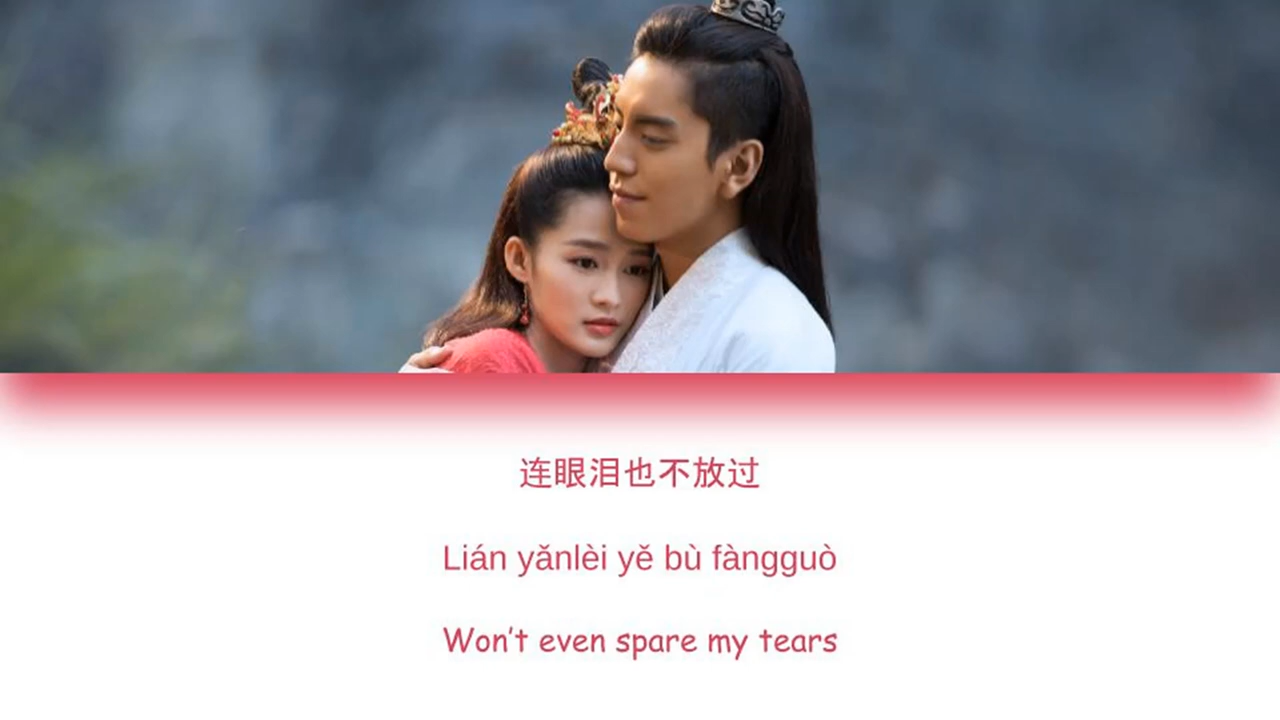 连眼泪也不放过
Lián yǎnlèi yě bù fàngguò
Won't even spare my tears